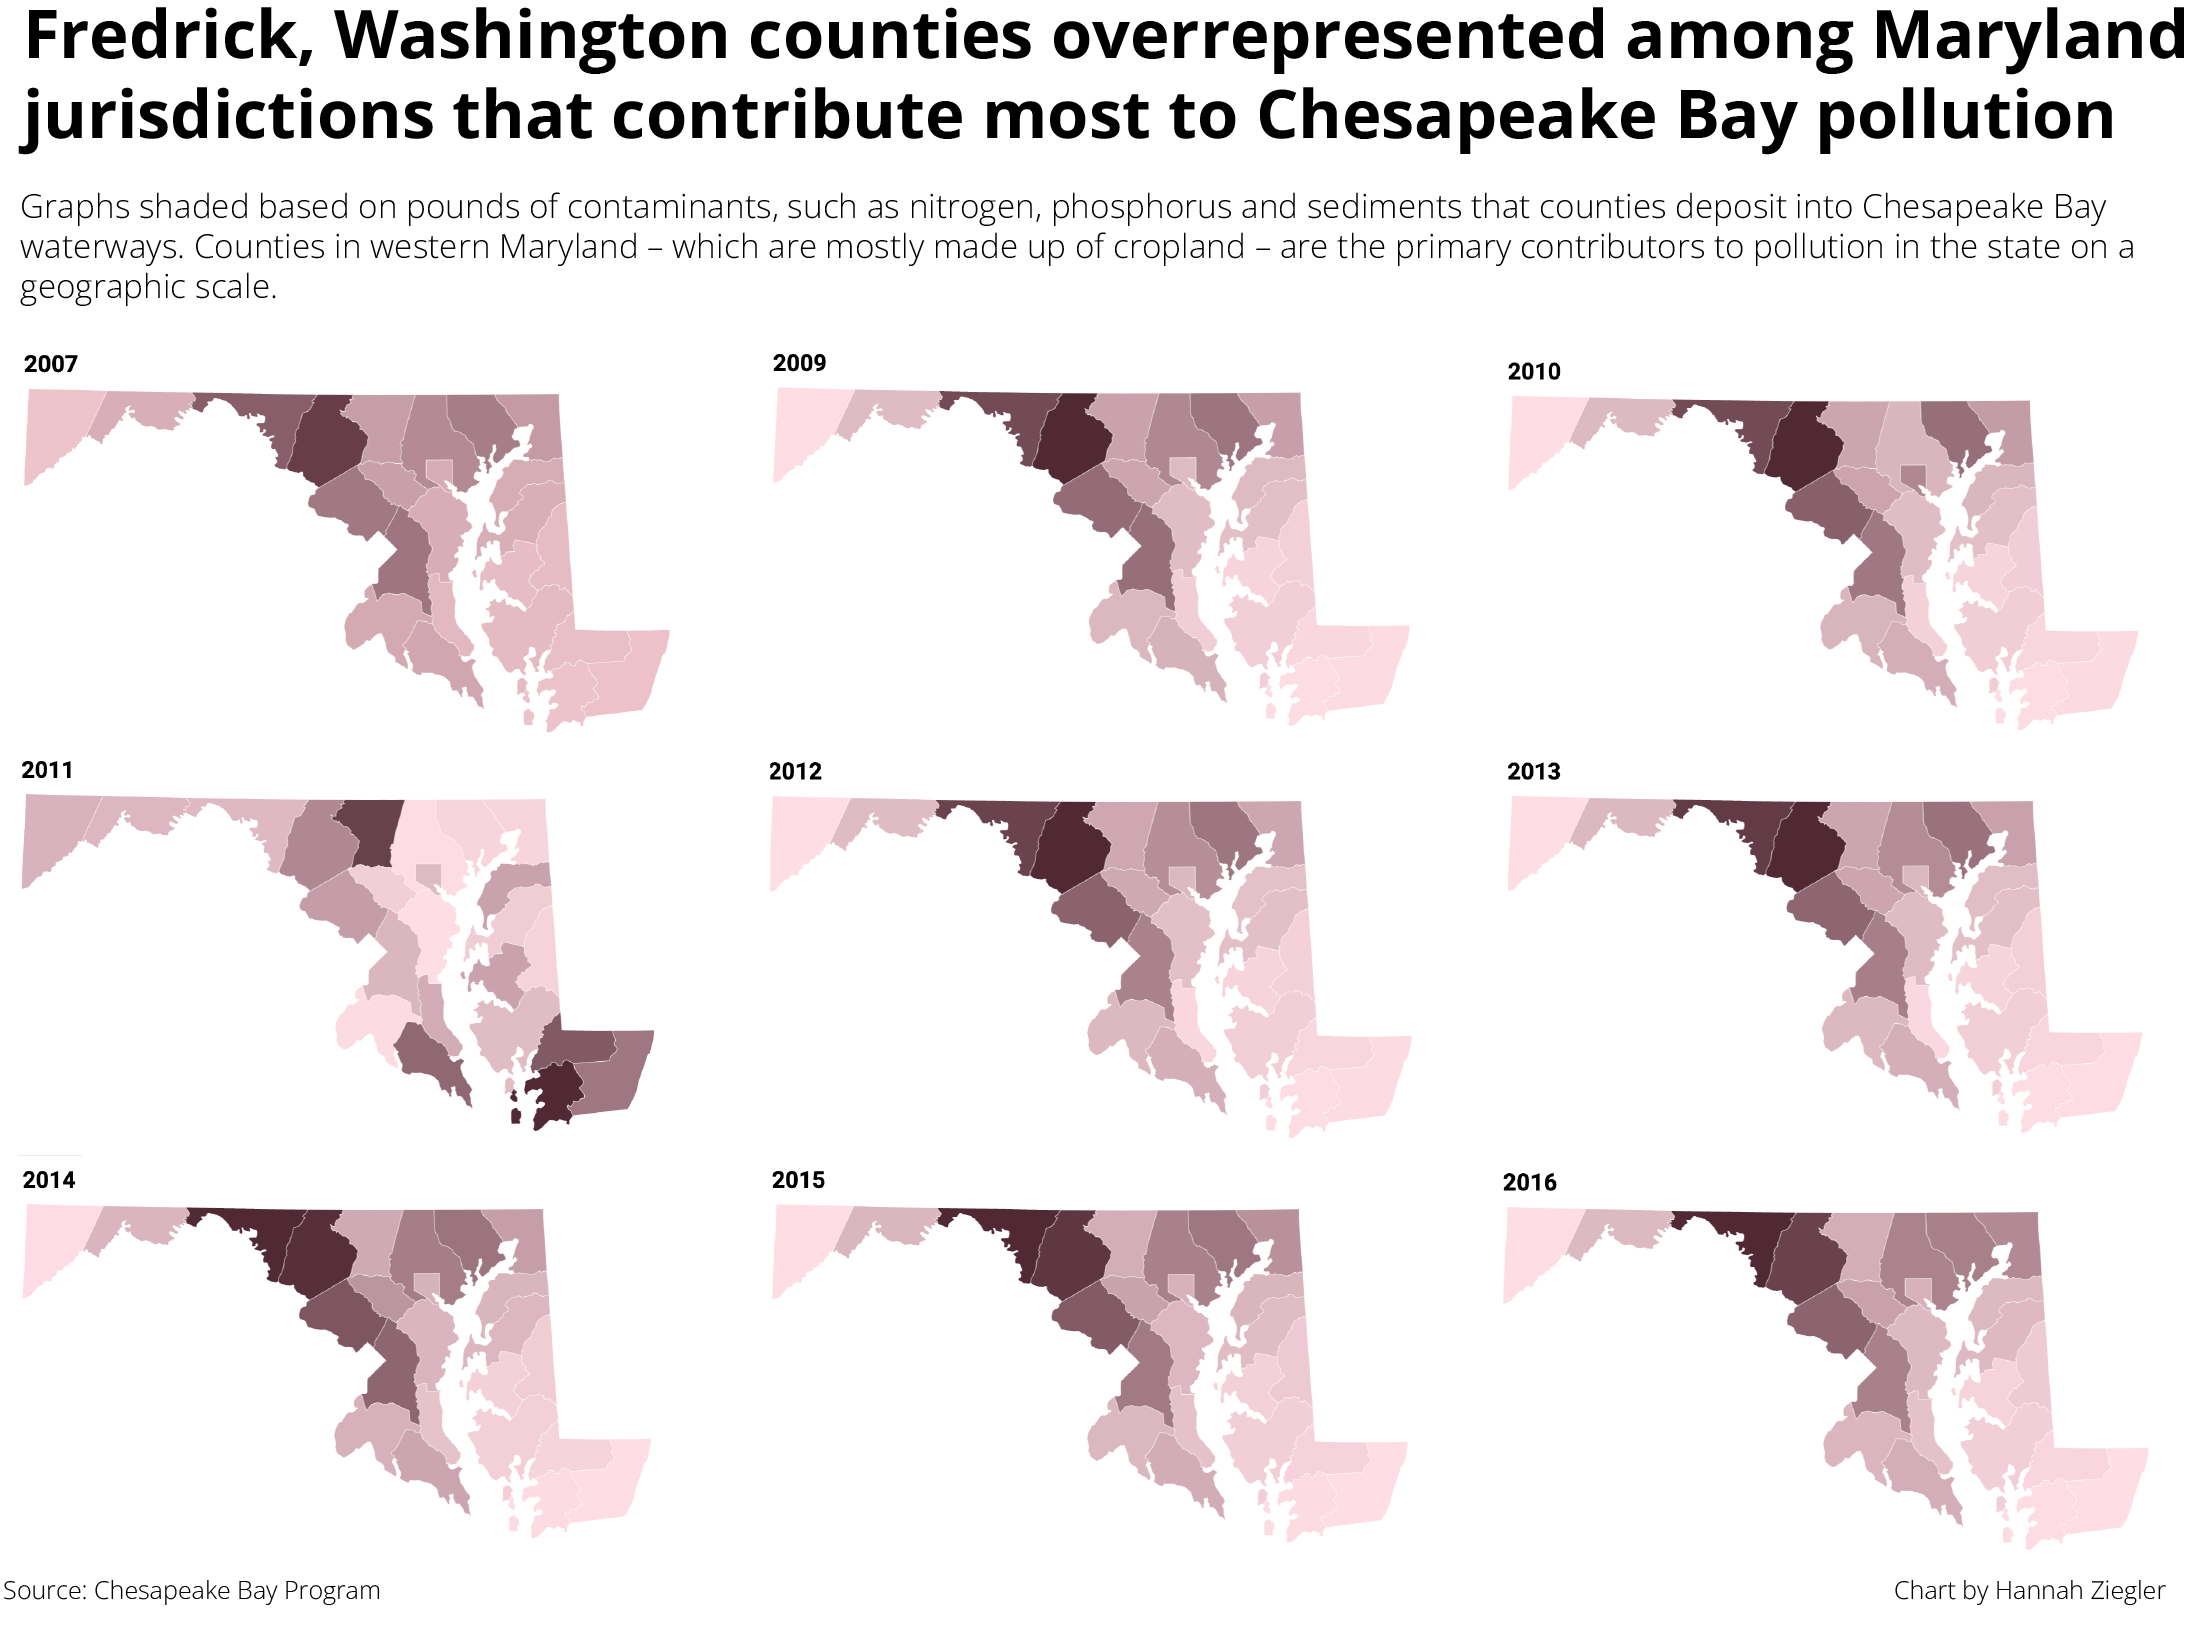 Fredrick, Washington counties overrepresented among Maryland
jurisdictions that contribute most to Chesapeake Bay pollution
Graphs shaded based on pounds of contaminants, such as nitrogen, phosphorus and sediments that counties deposit into Chesapeake Bay
waterways. Counties in western Maryland – which are mostly made up of cropland – are the primary contributors to pollution in the state on a
geographic scale.
2007
2009
2010
2011
2012
2013
2014
2015
2016
Source: Chesapeake Bay Program
Chart by Hannah Ziegler